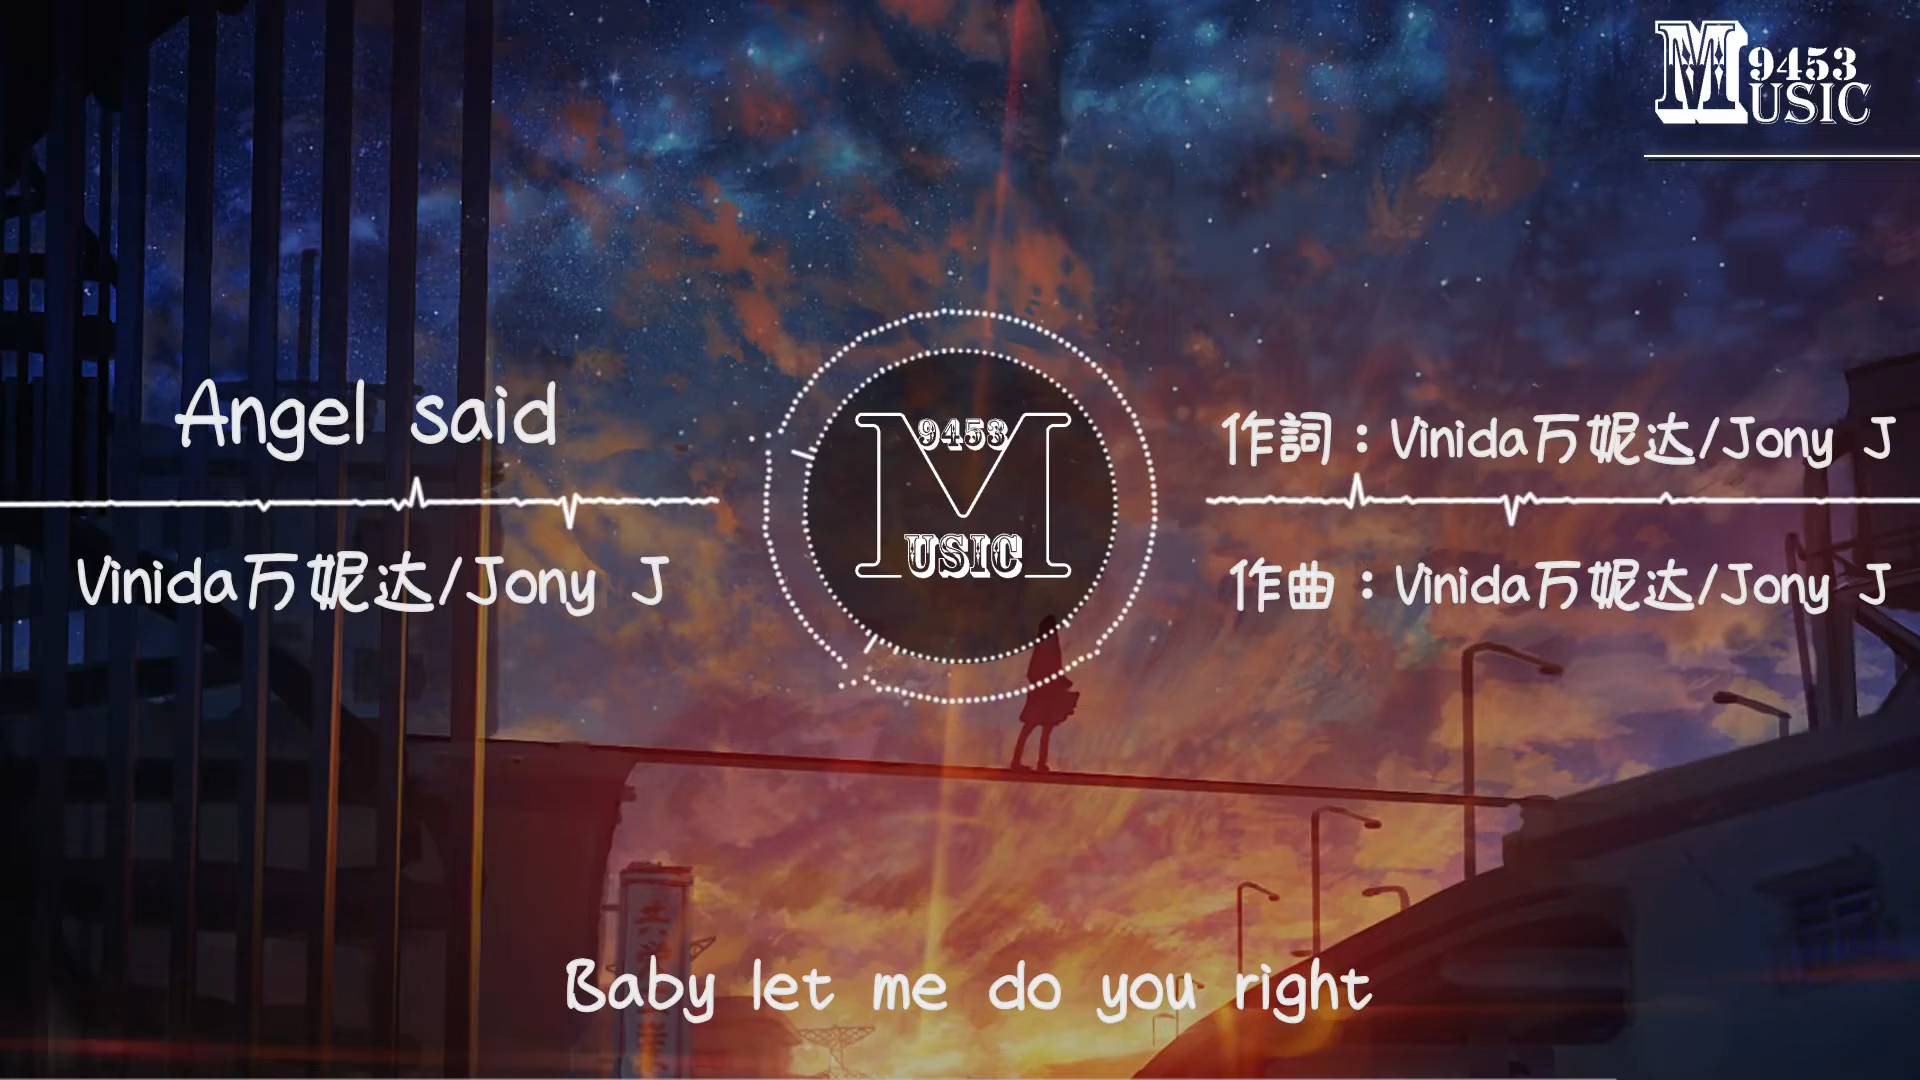 9453
MUSIC
Angel said
Vinida万妮达/Jony J
9453
MUSIC
作詞：Vinida万妮达/Jony J
作曲：Vinida万妮达/Jony J
Baby let me do you right